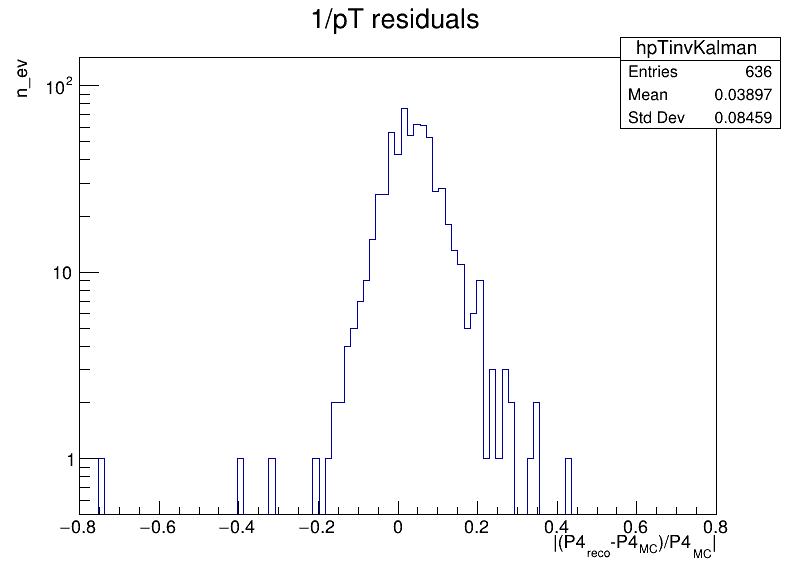 1/pT residuals
hpTinvKalman
Entries 636
Mean 0.03897
Std Dev 0.08459
n_ev
10²
10
1
−0.8 −0.6 −0.4 −0.2 0 0.2 0.4 0.6 0.8
|(P4reco-P4MC)/P4MC|